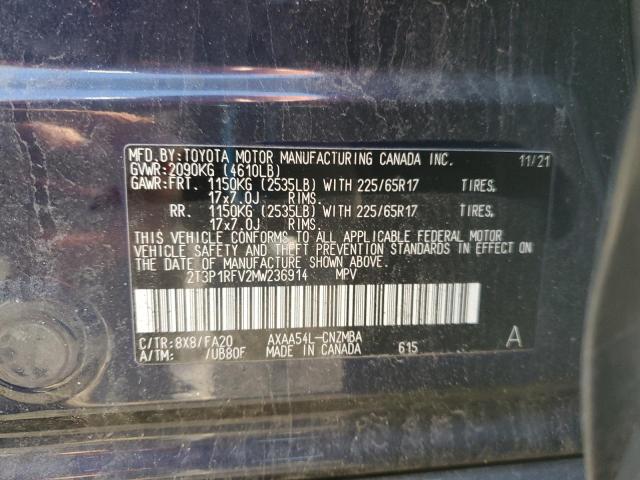 MFD.BY:TOYOTA MOTOR MANUFACTURING CANADA INC. 11/21
GVWR:2090KG (4610LB)
GAWR:FRT. 1150KG (2535LB) WITH 225/65R17 TIRES,
17x7.0J RIMS.
RR. 1150KG (2535LB) WITH 225/65R17 TIRES,
17x7.0J RIMS.
THIS VEHICLE CONFORMS TO ALL APPLICABLE FEDERAL MOTOR
VEHICLE SAFETY AND THEFT PREVENTION STANDARDS IN EFFECT ON
THE DATE OF MANUFACTURE SHOWN ABOVE.
2T3P1RFV2MW236914 MPV
C/TR:8X8/FA20 AXAA54L-CNZMBA A
A/TM: /UB80F MADE IN CANADA 615